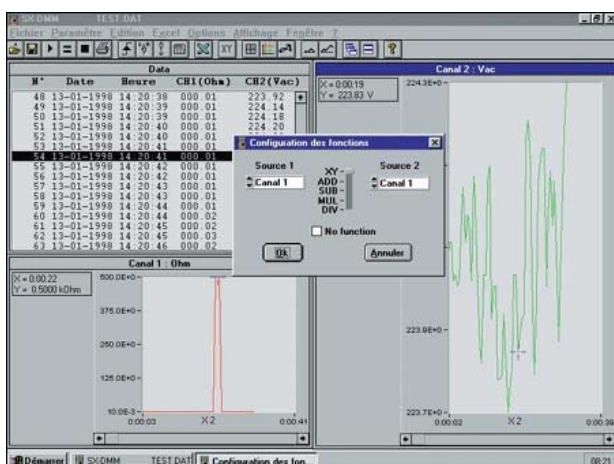 SX-DMM TEST.DAT
Fichier Paramètre Edition Excel Options Affichage Fenêtre ?
XY
Data
N° Date Heure CH1(Ohm) CH2(Vac)
48 13-01-1998 14:20:38 000.01 223.92
49 13-01-1998 14:20:39 000.01 224.14
50 13-01-1998 14:20:39 000.01 224.18
51 13-01-1998 14:20:40 000.01 224.20
52 13-01-1998 14:20:40 000.01
53 13-01-1998 14:20:41 000.01
54 13-01-1998 14:20:41 000.01
55 13-01-1998 14:20:42 000.01
56 13-01-1998 14:20:42 000.01
57 13-01-1998 14:20:43 000.01
58 13-01-1998 14:20:43 000.01
59 13-01-1998 14:20:44 000.01
60 13-01-1998 14:20:44 000.02
61 13-01-1998 14:20:45 000.02
62 13-01-1998 14:20:45 000.03
63 13-01-1998 14:20:46 000.02
Canal 2 : Vac
X = 0:00:19
Y = 223.83 V
224.3E+0
223.9E+0
223.7E+0
0:00:02 X 2 0:00:39
Configuration des fonctions
Source 1
Source 2
Canal 1
Canal 1
XY
ADD
SUB
MUL
DIV
No function
Ok
Annuler
Canal 1 : Ohm
X = 0:00:22
Y = 0.5000 kOhm
500.0E+0
375.0E+0
250.0E+0
125.0E+0
10.0E-3
0:00:03 X 2 0:00:41
Démarrer SX-DMM TEST.DAT Configuration des fon... 08:21